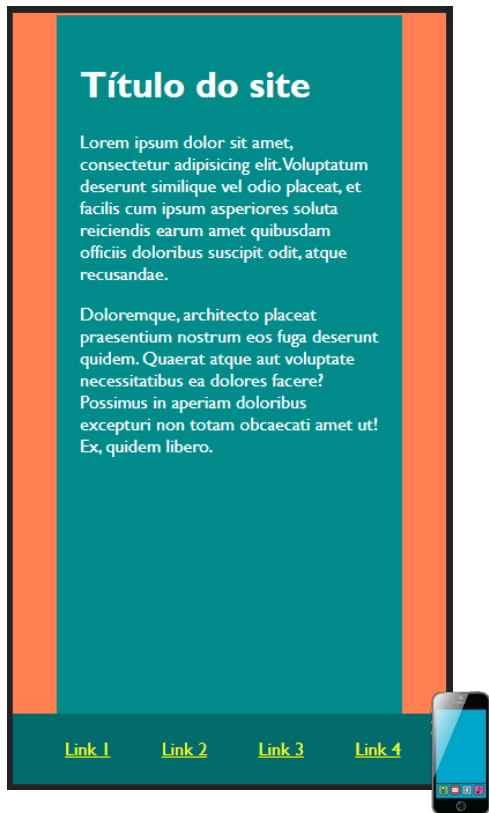 Título do site
Lorem ipsum dolor sit amet,
consectetur adipisicing elit. Voluptatum
deserunt similique vel odio placeat, et
facilis cum ipsum asperiores soluta
reiciendis earum amet quibusdam
officiis doloribus suscipit odit, atque
recusandae.
Doloremque, architecto placeat
praesentium nostrum eos fuga deserunt
quidem. Quaerat atque aut voluptate
necessitatibus ea dolores facere?
Possimus in aperiam doloribus
excepturi non totam obcaecati amet ut!
Ex, quidem libero.
Link 1 Link 2 Link 3 Link 4